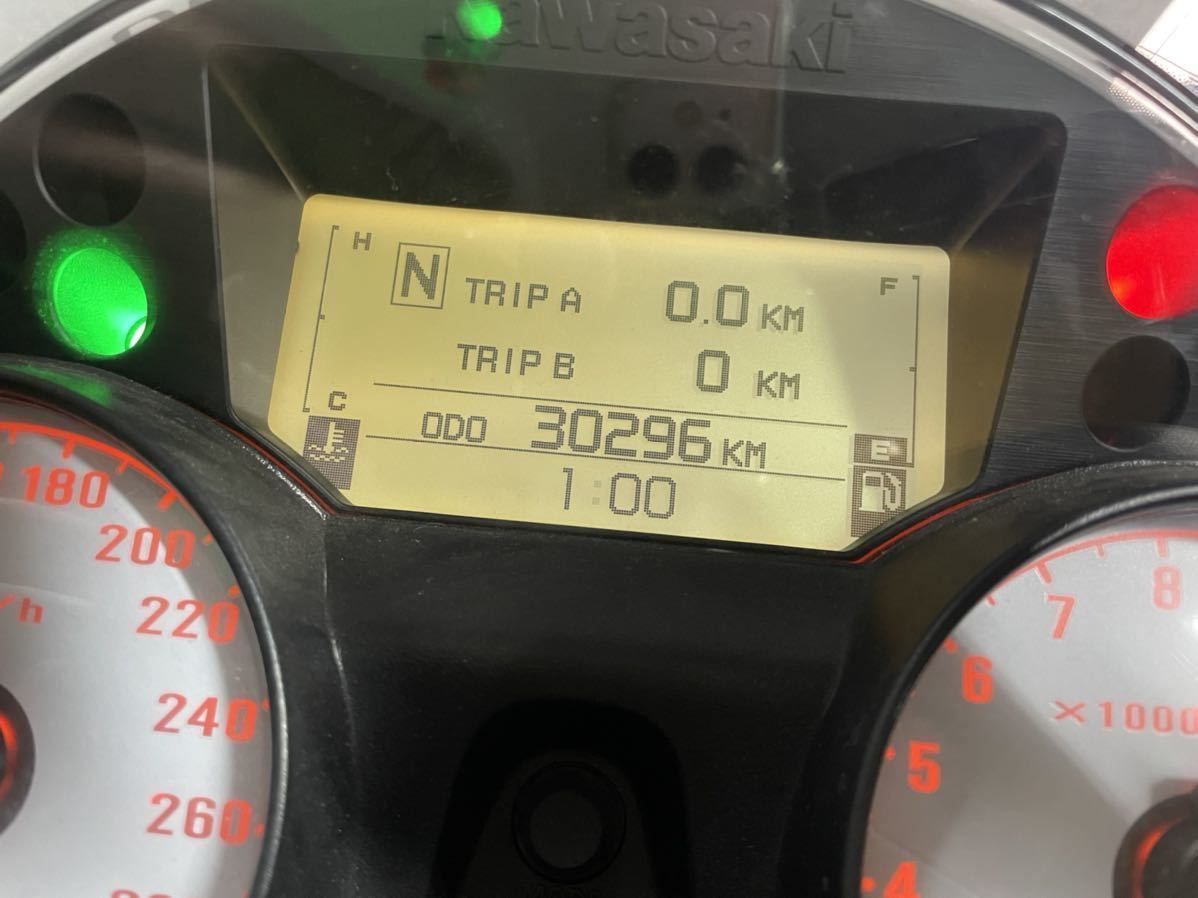 Kawasaki
H
N TRIP A 0.0 KM
F
TRIP B 0 KM
C
ODO 30296 KM
E
1:00
180
200
220
/h
240
260
8
7
6
×1000
5
4